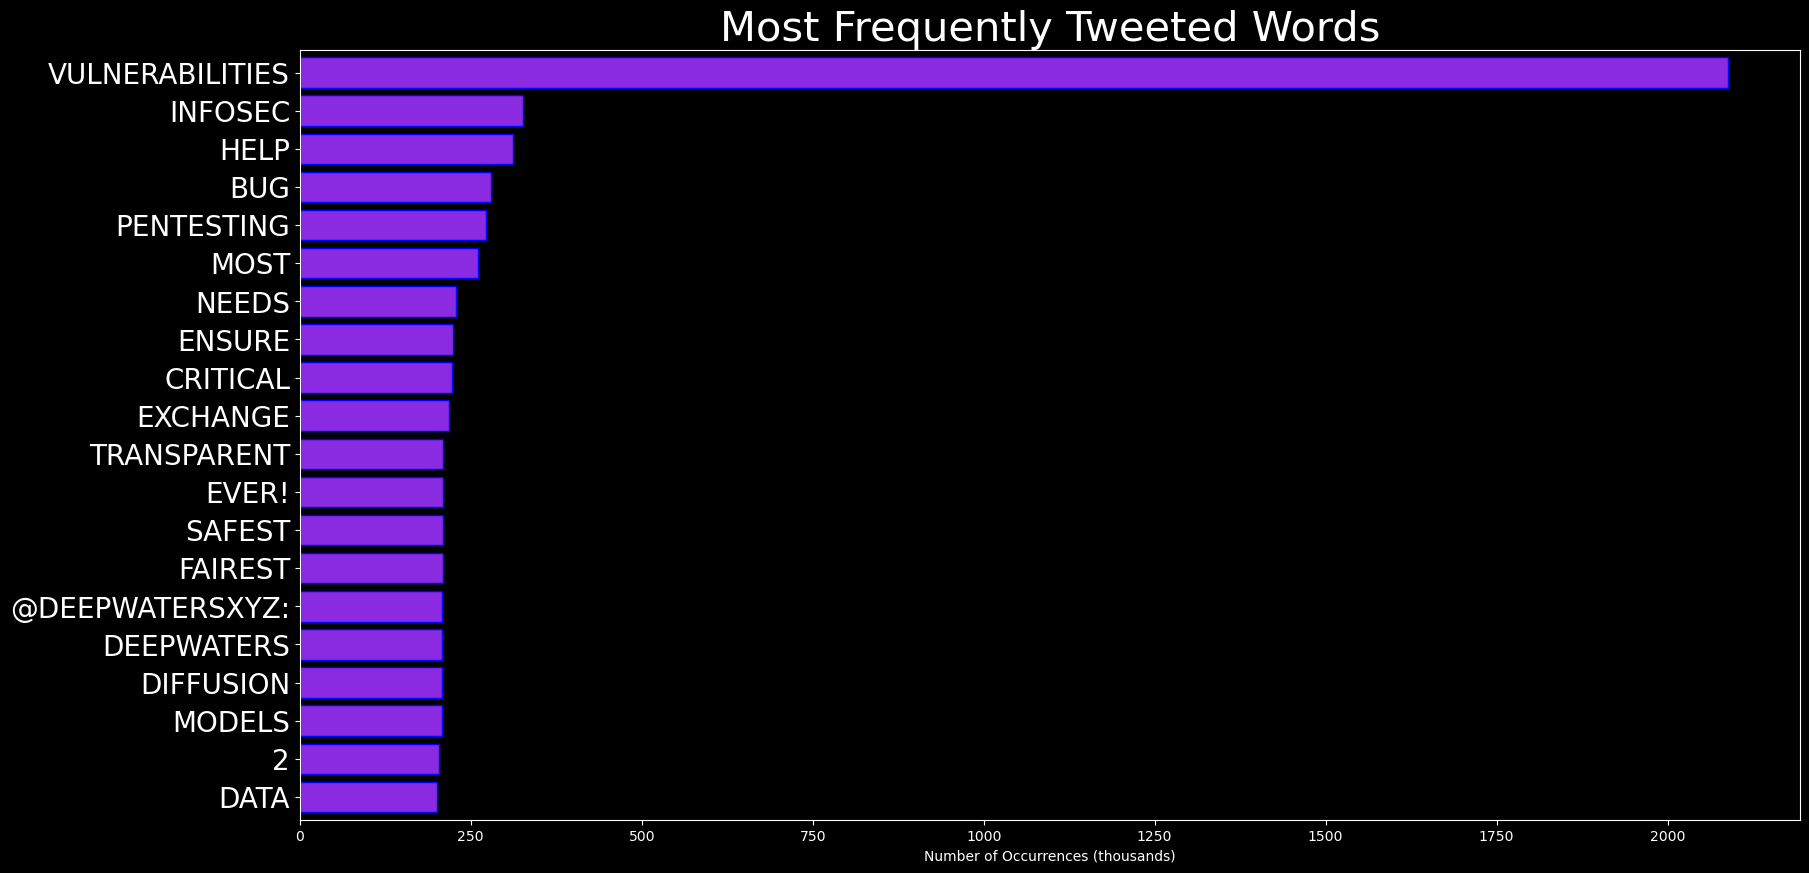 Most Frequently Tweeted Words
VULNERABILITIES
INFOSEC
HELP
BUG
PENTESTING
MOST
NEEDS
ENSURE
CRITICAL
EXCHANGE
TRANSPARENT
EVER!
SAFEST
FAIREST
@DEEPWATERSXYZ:
DEEPWATERS
DIFFUSION
MODELS
2
DATA
0 250 500 750 1000 1250 1500 1750 2000
Number of Occurrences (thousands)